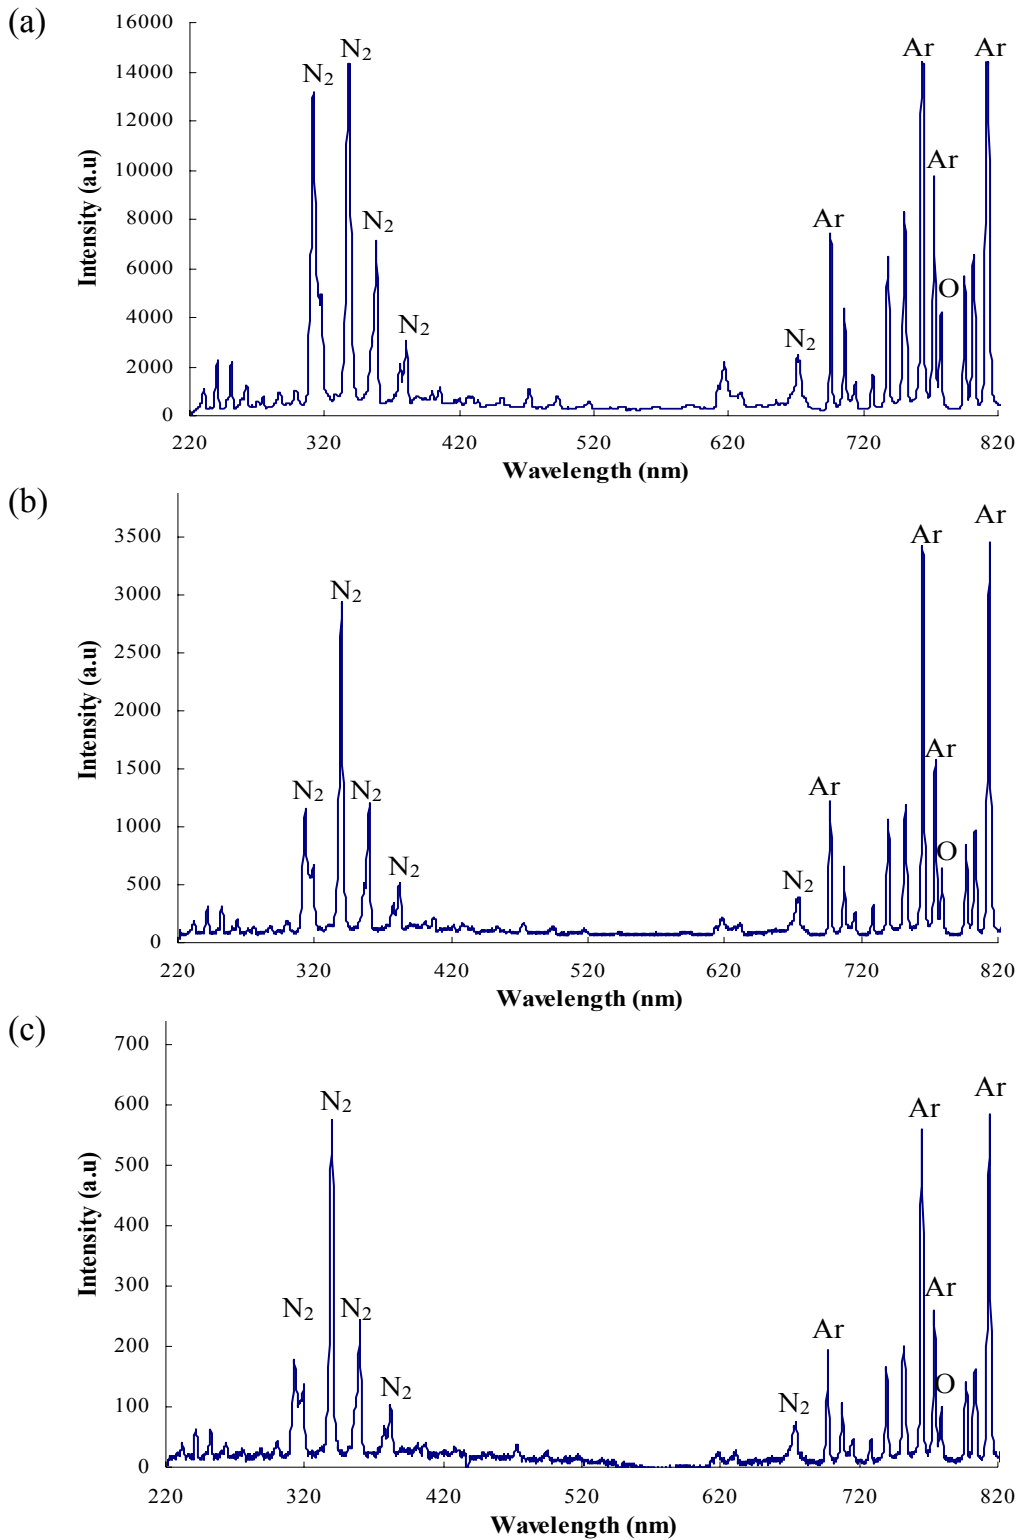 (a)
16000
14000
12000
10000
8000
6000
4000
2000
0
Intensity (a.u)
N2
N2
N2
N2
N2
Ar
Ar
Ar
O
Ar
220 320 420 520 620 720 820
Wavelength (nm)
(b)
3500
3000
2500
2000
1500
1000
500
0
Intensity (a.u)
N2
N2
N2
N2
N2
Ar
Ar
Ar
O
Ar
220 320 420 520 620 720 820
Wavelength (nm)
(c)
700
600
500
400
300
200
100
0
Intensity (a.u)
N2
N2
N2
N2
N2
Ar
Ar
Ar
O
Ar
220 320 420 520 620 720 820
Wavelength (nm)